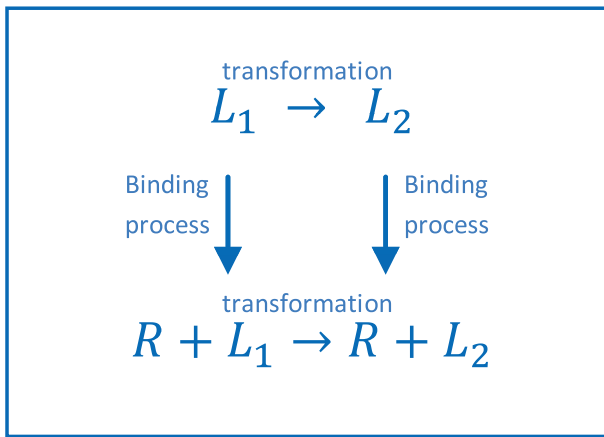 transformation
L₁ → L₂
Binding Binding
process process
transformation
R + L₁ → R + L₂